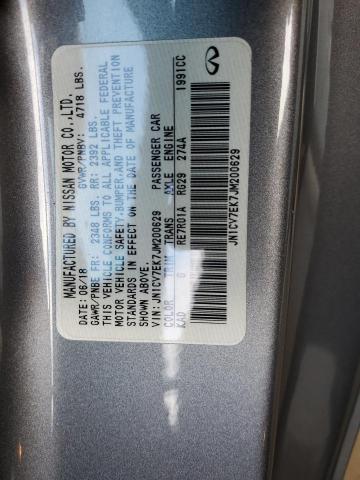 MANUFACTURED BY NISSAN MOTOR CO.,LTD.
DATE: 06/18 GVWR/PNBV: 4718 LBS.
GAWR/PNBE FR: 2348 LBS. RR: 2392 LBS.
THIS VEHICLE CONFORMS TO ALL APPLICABLE FEDERAL
MOTOR VEHICLE SAFETY,BUMPER,AND THEFT PREVENTION
STANDARDS IN EFFECT ON THE DATE OF MANUFACTURE
SHOWN ABOVE.
VIN: JN1CV7EK7JM200629 PASSENGER CAR
COLOR TRIM TRANS AXLE ENGINE
KAD G RE7R01A RG29 274A 1991CC
JN1CV7EK7JM200629